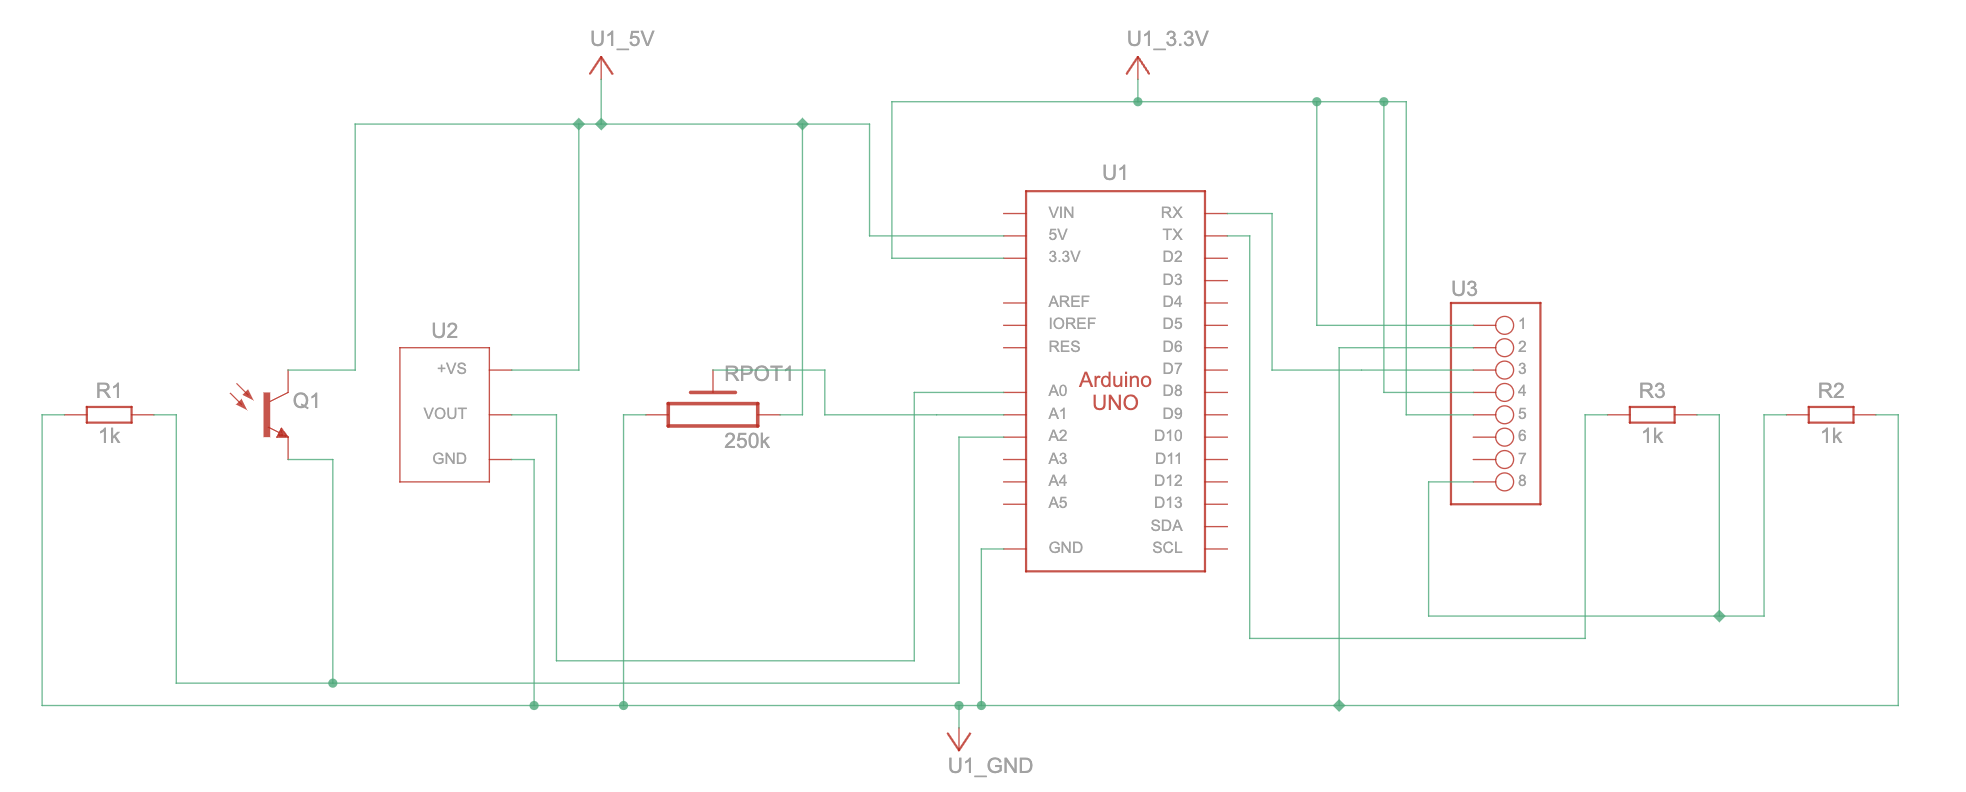 U1_5V
U1_3.3V
U1
VIN
5V
3.3V
AREF
IOREF
RES
A0
A1
A2
A3
A4
A5
GND
RX
TX
D2
D3
D4
D5
D6
D7
D8
D9
D10
D11
D12
D13
SDA
SCL
Arduino
UNO
U2
+VS
VOUT
GND
R1
1k
Q1
RPOT1
250k
U3
1
2
3
4
5
6
7
8
R3
1k
R2
1k
U1_GND